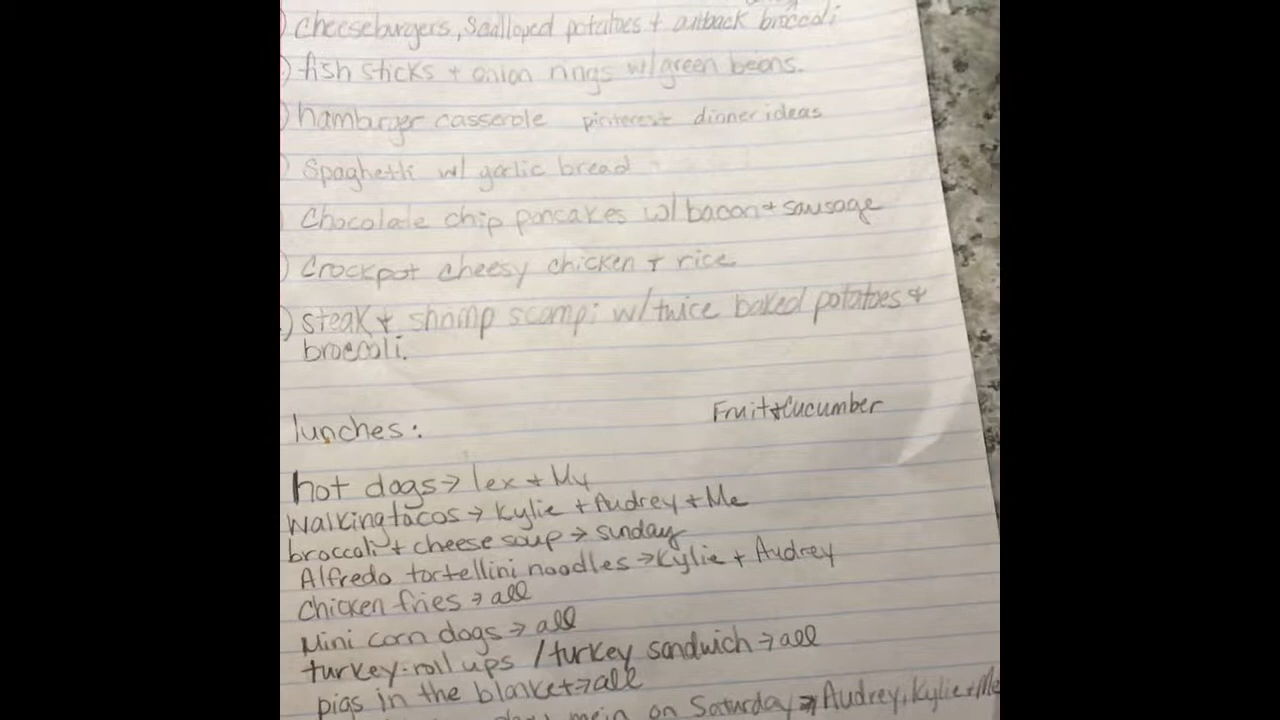 ) cheeseburgers, Scalloped potatoes + outback broccoli
) fish sticks + onion rings w/green beans.
) hamburger casserole pinterest dinner ideas
) Spaghetti w/ garlic bread
) Chocolate chip pancakes w/ bacon + sausage
) Crockpot cheesy chicken + rice
) steak + shrimp scampi w/twice baked potatoes +
broccoli.
Fruit + Cucumber
lunches:
hot dogs → lex + My
Walking tacos → Kylie + Audrey + Me
broccoli + cheese soup → sunday
Alfredo tortellini noodles → Kylie + Audrey
Chicken fries → all
Mini corn dogs → all
turkey-roll ups / turkey sandwich → all
pigs in the blanket → all
mein on Saturday → Audrey, Kylie + Me